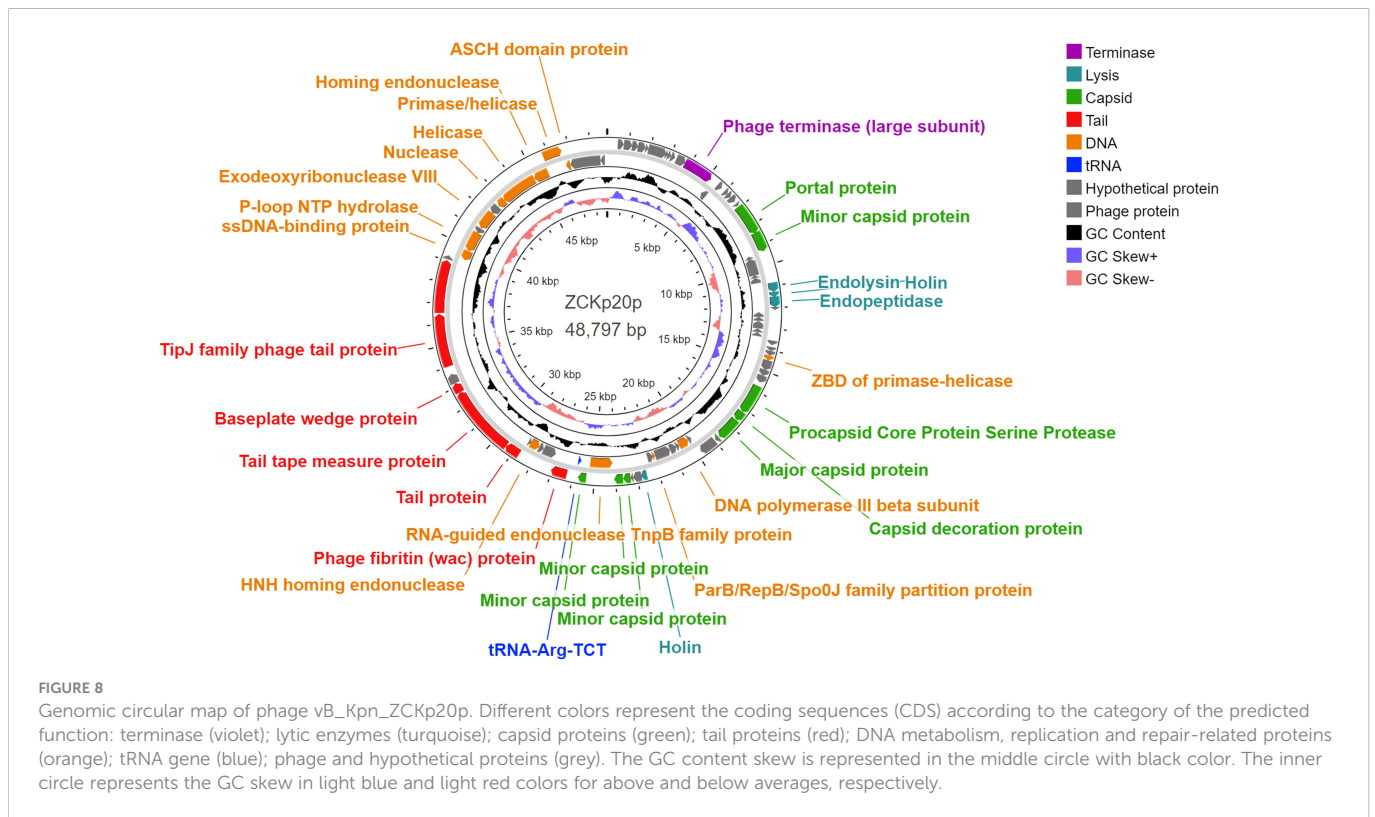 ASCH domain protein
Homing endonuclease
Primase/helicase
Helicase
Nuclease
Exodeoxyribonuclease VIII
P-loop NTP hydrolase
ssDNA-binding protein
TipJ family phage tail protein
Baseplate wedge protein
Tail tape measure protein
Tail protein
RNA-guided endonuclease TnpB family protein
Phage fibritin (wac) protein
HNH homing endonuclease
Minor capsid protein
Minor capsid protein
Minor capsid protein
tRNA-Arg-TCT
Holin
ParB/RepB/Spo0J family partition protein
DNA polymerase III beta subunit
Capsid decoration protein
Major capsid protein
Procapsid Core Protein Serine Protease
ZBD of primase-helicase
Endolysin Holin
Endopeptidase
Minor capsid protein
Portal protein
Phage terminase (large subunit)
45 kbp
5 kbp
40 kbp
10 kbp
ZCKp20p
48,797 bp
35 kbp
15 kbp
30 kbp
20 kbp
25 kbp
Terminase
Lysis
Capsid
Tail
DNA
tRNA
Hypothetical protein
Phage protein
GC Content
GC Skew+
GC Skew-
FIGURE 8
Genomic circular map of phage vB_Kpn_ZCKp20p. Different colors represent the coding sequences (CDS) according to the category of the predicted
function: terminase (violet); lytic enzymes (turquoise); capsid proteins (green); tail proteins (red); DNA metabolism, replication and repair-related proteins
(orange); tRNA gene (blue); phage and hypothetical proteins (grey). The GC content skew is represented in the middle circle with black color. The inner
circle represents the GC skew in light blue and light red colors for above and below averages, respectively.